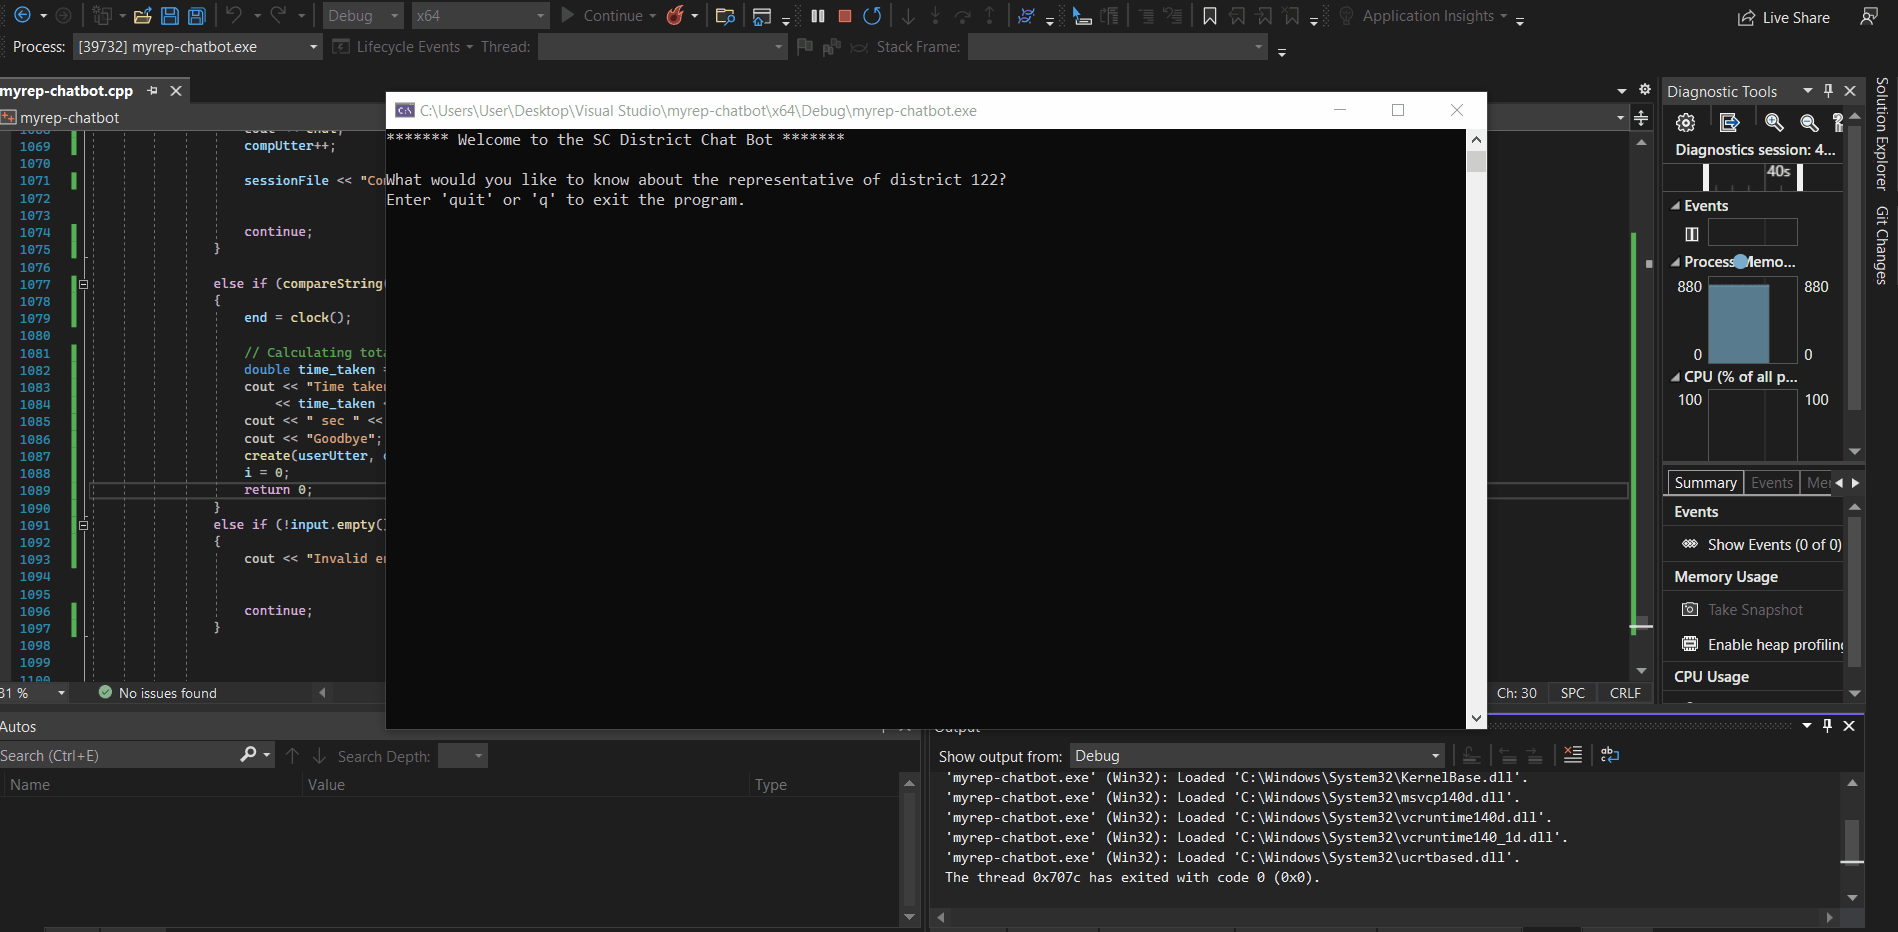 Debug
x64
Continue
Application Insights
Live Share
Process:
[39732] myrep-chatbot.exe
Lifecycle Events
Thread:
Stack Frame:
myrep-chatbot.cpp
myrep-chatbot
C:\Users\User\Desktop\Visual Studio\myrep-chatbot\x64\Debug\myrep-chatbot.exe
******* Welcome to the SC District Chat Bot *******
What would you like to know about the representative of district 122?
Enter 'quit' or 'q' to exit the program.
1069 compUtter++;
1070
1071 sessionFile << "Co
1072
1073
1074 continue;
1075 }
1076
1077 else if (compareString(
1078 {
1079 end = clock();
1080
1081 // Calculating tota
1082 double time_taken =
1083 cout << "Time taken
1084 << time_taken <
1085 cout << " sec " <<
1086 cout << "Goodbye";
1087 create(userUtter, c
1088 i = 0;
1089 return 0;
1090 }
1091 else if (!input.empty()
1092 {
1093 cout << "Invalid en
1094
1095
1096 continue;
1097 }
1098
1099
1100
31 %
No issues found
Ch: 30
SPC
CRLF
Diagnostic Tools
Diagnostics session: 4...
40s
Events
Process Memo...
880
880
0
0
CPU (% of all p...
100
100
Summary
Events
Mer
Events
Show Events (0 of 0)
Memory Usage
Take Snapshot
Enable heap profiling
CPU Usage
Solution Explorer
Git Changes
Autos
Search (Ctrl+E)
Search Depth:
Name
Value
Type
Output
Show output from:
Debug
'myrep-chatbot.exe' (Win32): Loaded 'C:\Windows\System32\KernelBase.dll'.
'myrep-chatbot.exe' (Win32): Loaded 'C:\Windows\System32\msvcp140d.dll'.
'myrep-chatbot.exe' (Win32): Loaded 'C:\Windows\System32\vcruntime140d.dll'.
'myrep-chatbot.exe' (Win32): Loaded 'C:\Windows\System32\vcruntime140_1d.dll'.
'myrep-chatbot.exe' (Win32): Loaded 'C:\Windows\System32\ucrtbased.dll'.
The thread 0x707c has exited with code 0 (0x0).